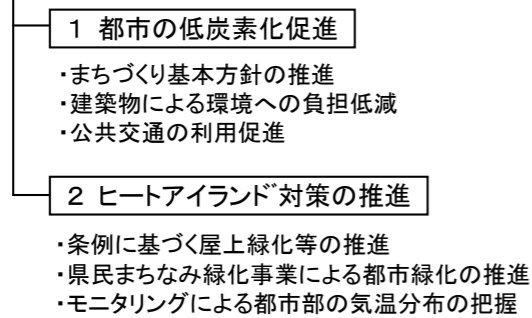 1 都市の低炭素化促進
・まちづくり基本方針の推進
・建築物による環境への負担低減
・公共交通の利用促進
2 ヒートアイランド対策の推進
・条例に基づく屋上緑化等の推進
・県民まちなみ緑化事業による都市緑化の推進
・モニタリングによる都市部の気温分布の把握